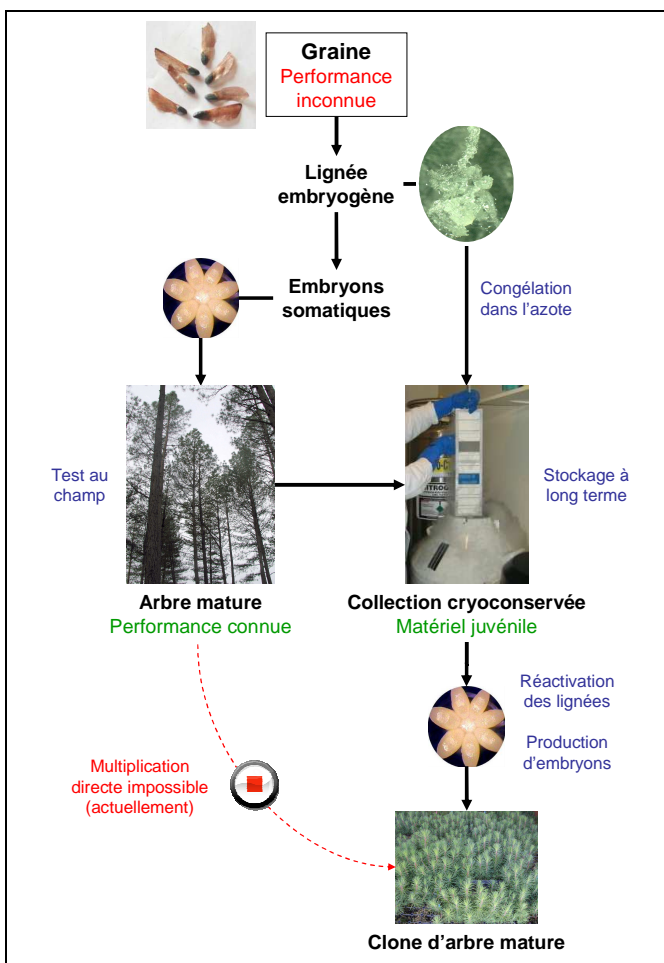 Graine
Performance
inconnue
Lignée
embryogène
Embryons
somatiques
Congélation
dans l'azote
Test au
champ
Stockage à
long terme
Arbre mature
Performance connue
Collection cryoconservée
Matériel juvénile
Réactivation
des lignées
Production
d'embryons
Multiplication
directe impossible
(actuellement)
Clone d'arbre mature